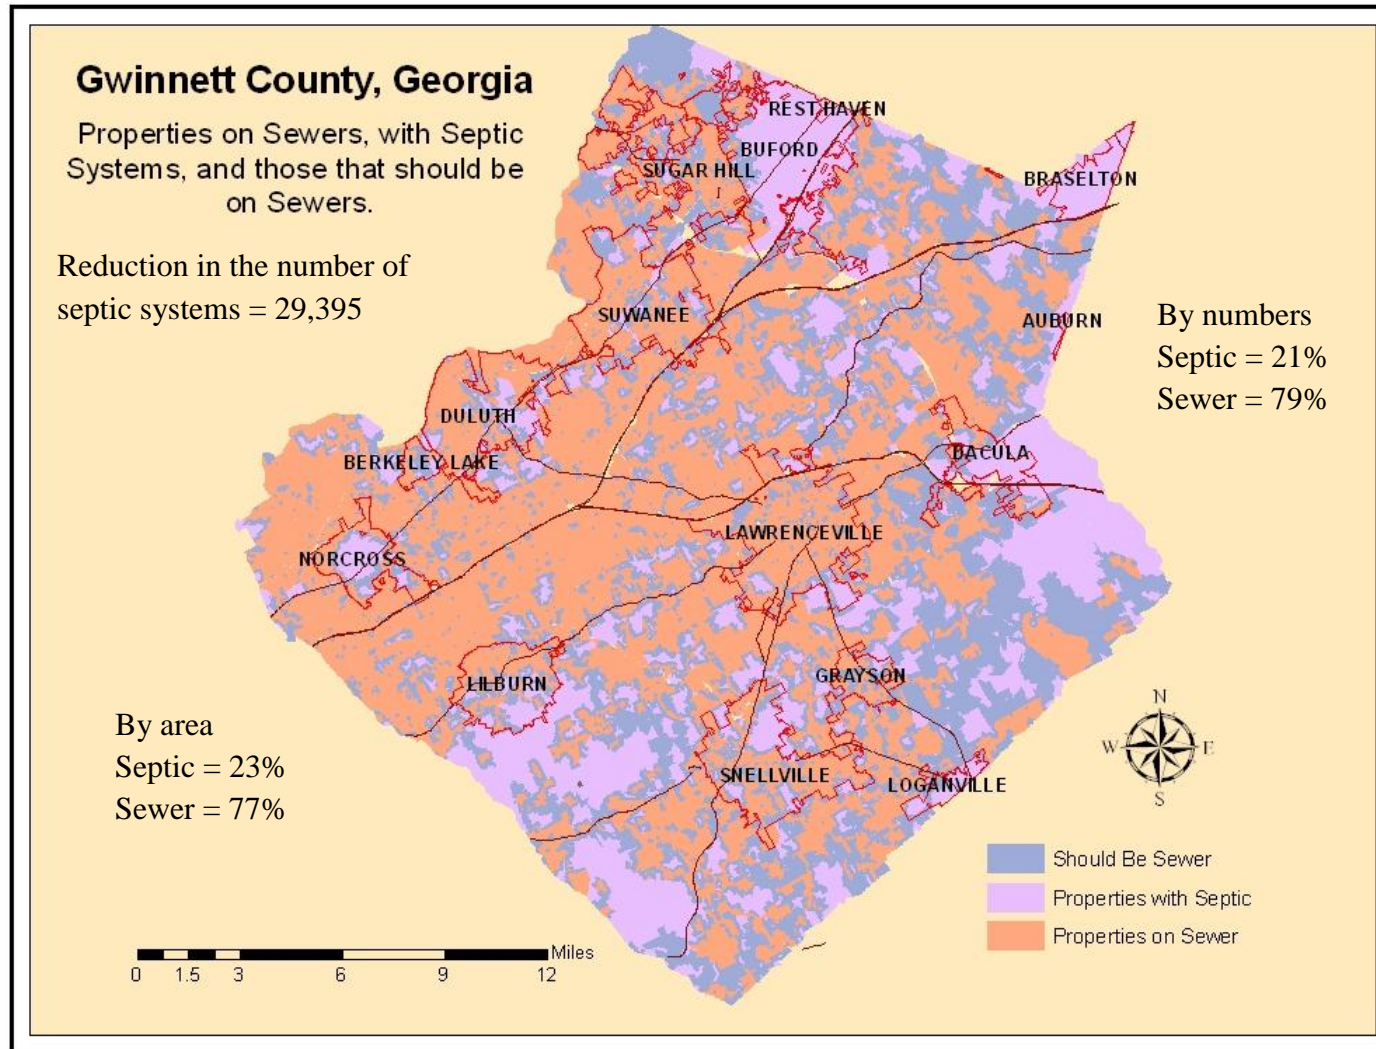 Gwinnett County, Georgia
Properties on Sewers, with Septic
Systems, and those that should be
on Sewers.
Reduction in the number of
septic systems = 29,395
By numbers
Septic = 21%
Sewer = 79%
REST HAVEN
BUFORD
SUGAR HILL
BRASELTON
SUWANEE
AUBURN
DULUTH
BERKELEY LAKE
DACULA
LAWRENCEVILLE
NORCROSS
LILBURN
GRAYSON
SNELLVILLE
LOGANVILLE
By area
Septic = 23%
Sewer = 77%
N
W E
S
Should Be Sewer
Properties with Septic
Properties on Sewer
Miles
0 1.5 3 6 9 12